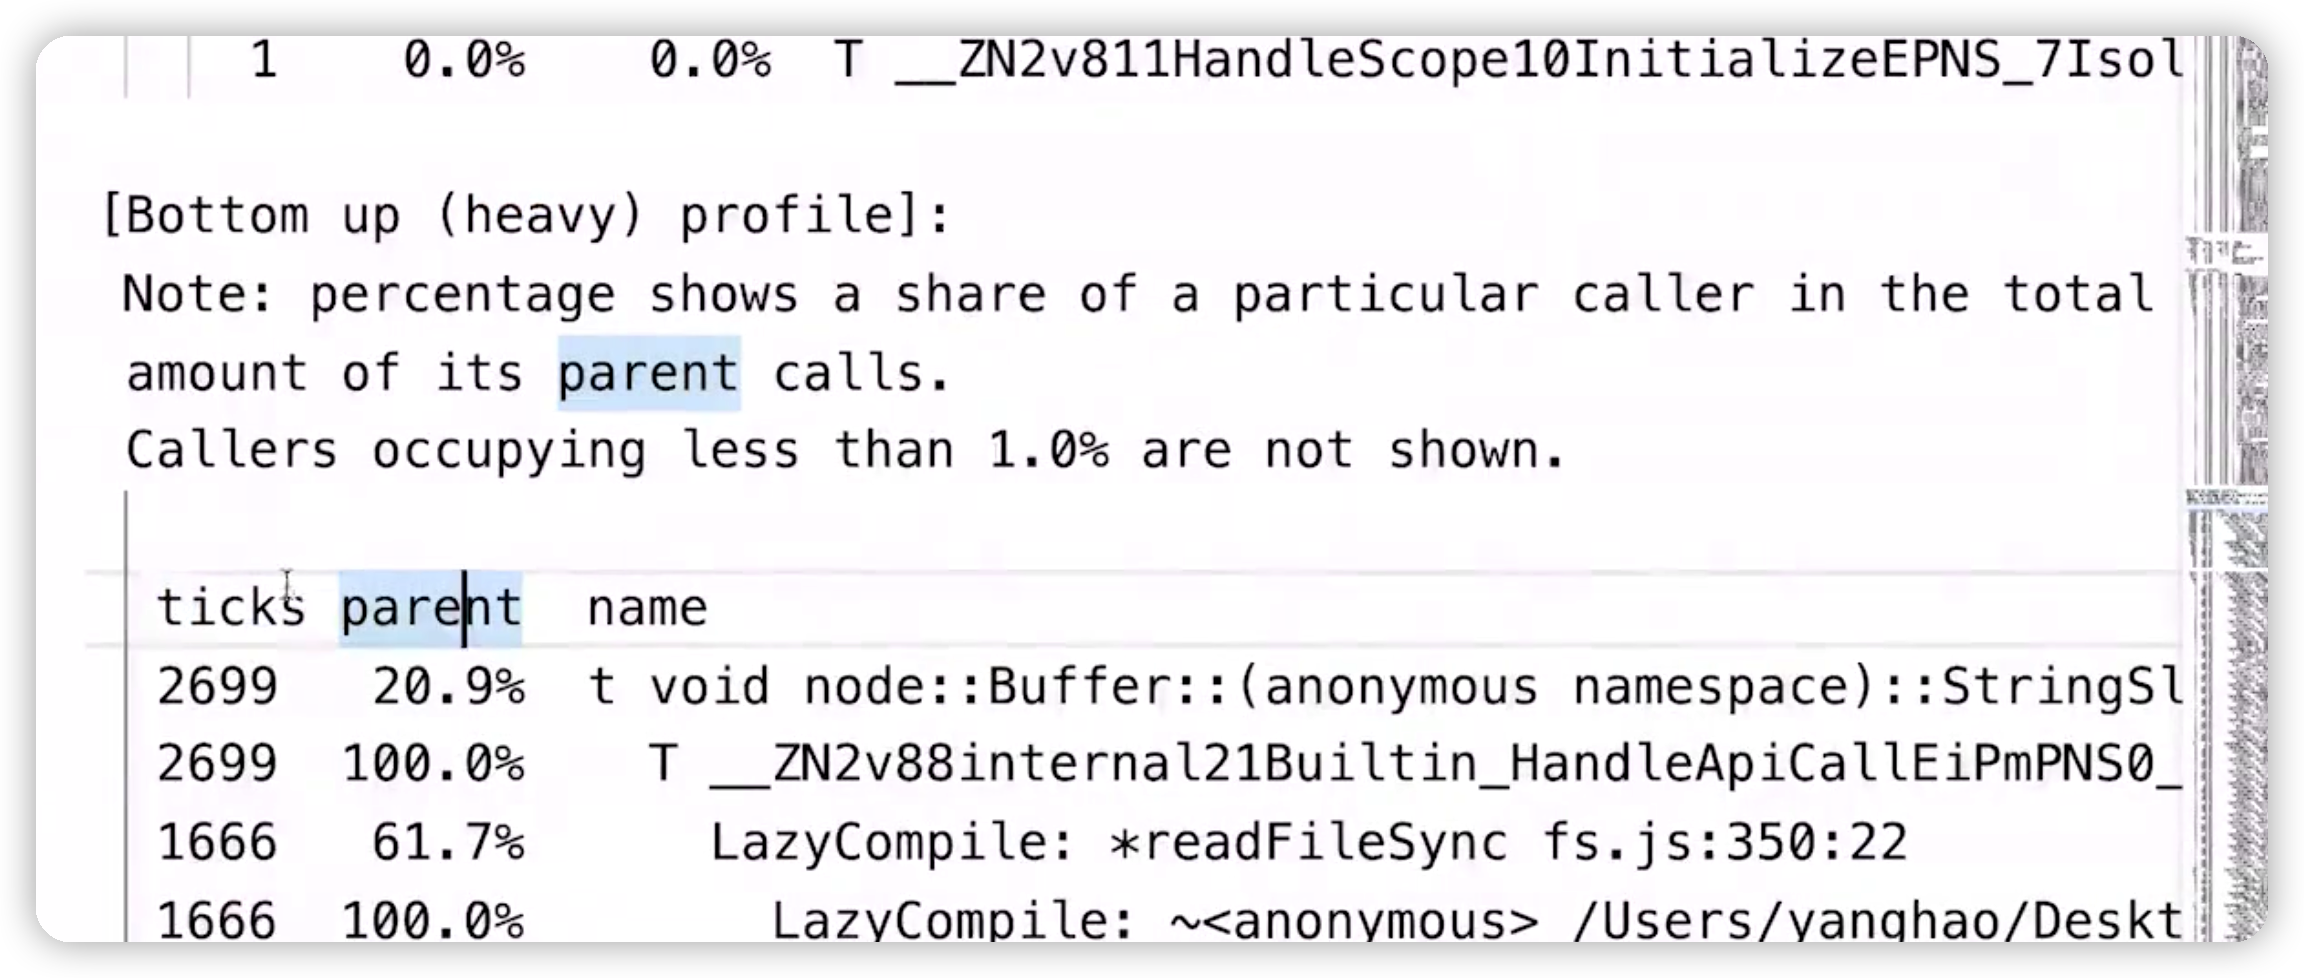 1 0.0% 0.0% T __ZN2v811HandleScope10InitializeEPNS_7Isol
[Bottom up (heavy) profile]:
Note: percentage shows a share of a particular caller in the total
amount of its parent calls.
Callers occupying less than 1.0% are not shown.
ticks parent name
2699 20.9% t void node::Buffer::(anonymous namespace)::StringSl
2699 100.0% T __ZN2v88internal21Builtin_HandleApiCallEiPmPNS0_
1666 61.7% LazyCompile: *readFileSync fs.js:350:22
1666 100.0% LazyCompile: ~<anonymous> /Users/yanghao/Deskt